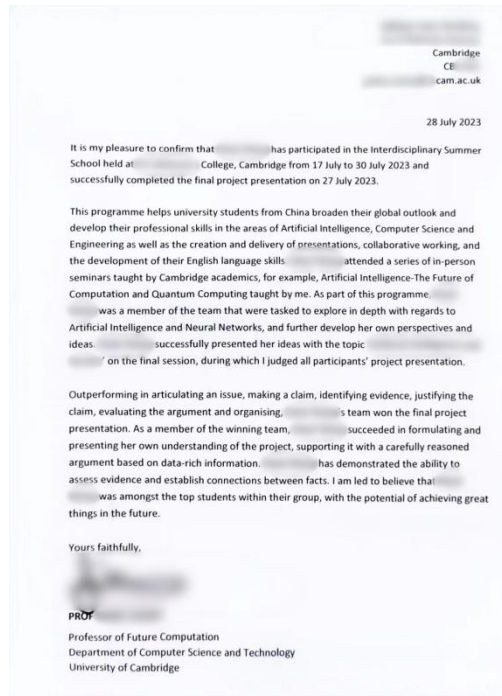 Cambridge
CB
cam.ac.uk
28 July 2023
It is my pleasure to confirm that has participated in the Interdisciplinary Summer
School held at College, Cambridge from 17 July to 30 July 2023 and
successfully completed the final project presentation on 27 July 2023.
This programme helps university students from China broaden their global outlook and
develop their professional skills in the areas of Artificial Intelligence, Computer Science and
Engineering as well as the creation and delivery of presentations, collaborative working, and
the development of their English language skills attended a series of in-person
seminars taught by Cambridge academics, for example, Artificial Intelligence-The Future of
Computation and Quantum Computing taught by me. As part of this programme
was a member of the team that were tasked to explore in depth with regards to
Artificial Intelligence and Neural Networks, and further develop her own perspectives and
ideas. successfully presented her ideas with the topic
' on the final session, during which I judged all participants' project presentation.
Outperforming in articulating an issue, making a claim, identifying evidence, justifying the
claim, evaluating the argument and organising, 's team won the final project
presentation. As a member of the winning team, succeeded in formulating and
presenting her own understanding of the project, supporting it with a carefully reasoned
argument based on data-rich information. has demonstrated the ability to
assess evidence and establish connections between facts. I am led to believe that
was amongst the top students within their group, with the potential of achieving great
things in the future.
Yours faithfully,
PROF
Professor of Future Computation
Department of Computer Science and Technology
University of Cambridge